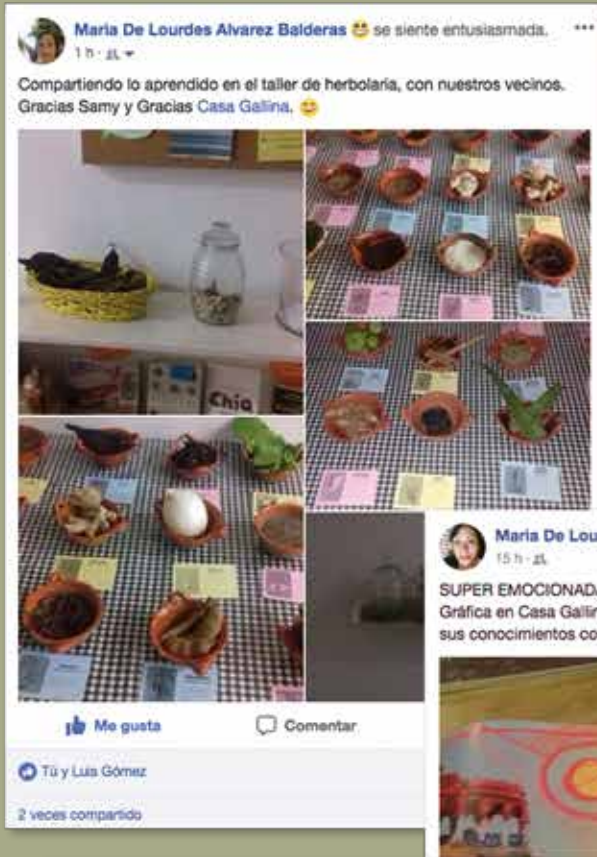 Maria De Lourdes Alvarez Balderas 😁 se siente entusiasmada.
1 h
Compartiendo lo aprendido en el taller de herbolaria, con nuestros vecinos.
Gracias Samy y Gracias Casa Gallina. 😊
Chia
Me gusta
Comentar
Tú y Luis Gómez
2 veces compartido
Maria De Lou
15 h
SUPER EMOCIONADA
Gráfica en Casa Gallin
sus conocimientos co